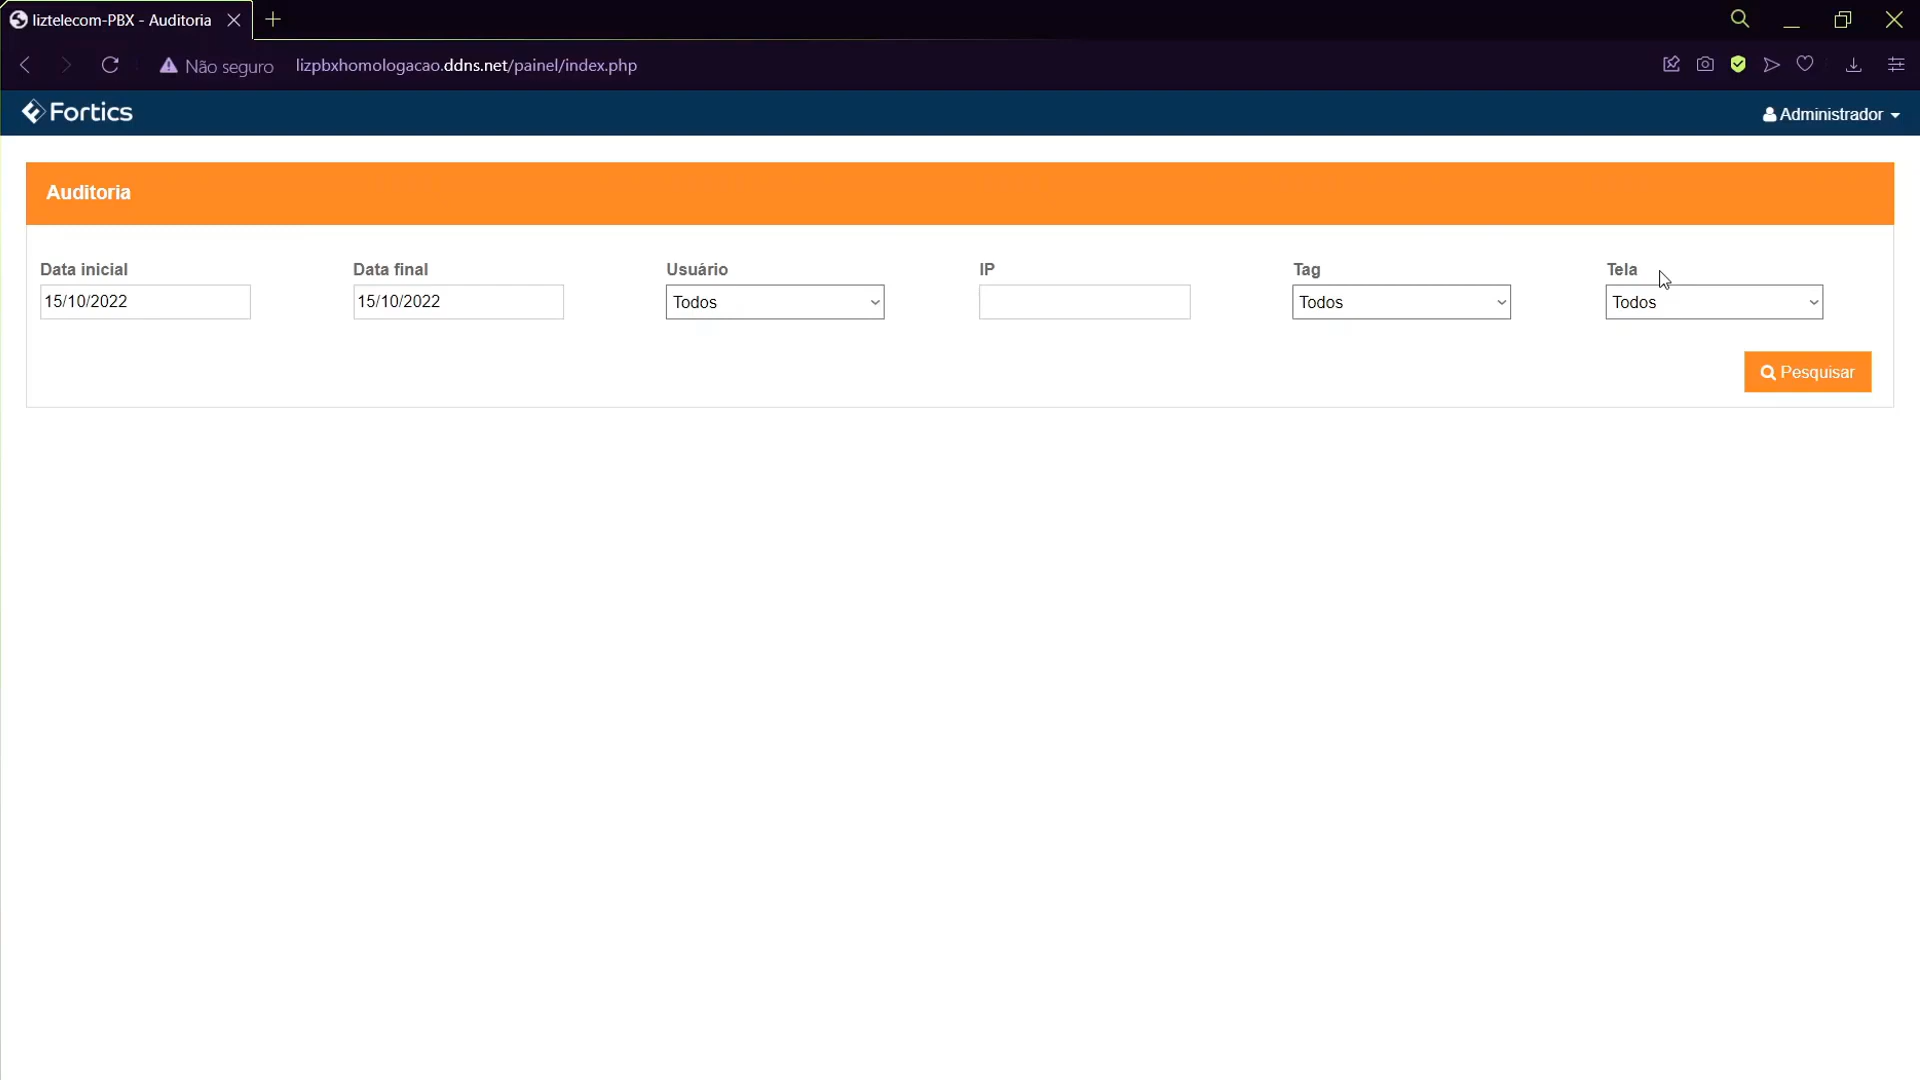 liztelecom-PBX - Auditoria
Não seguro lizpbxhomologacao.ddns.net/painel/index.php
Fortics
Administrador
Auditoria
Data inicial Data final Usuário IP Tag Tela
15/10/2022 15/10/2022 Todos Todos Todos
Pesquisar